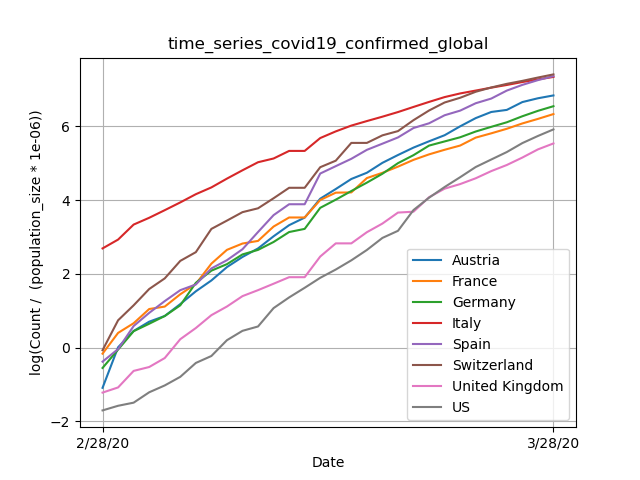 time_series_covid19_confirmed_global
log(Count /  (population_size * 1e-06))
6
4
2
0
−2
2/28/20
3/28/20
Date
Austria
France
Germany
Italy
Spain
Switzerland
United Kingdom
US